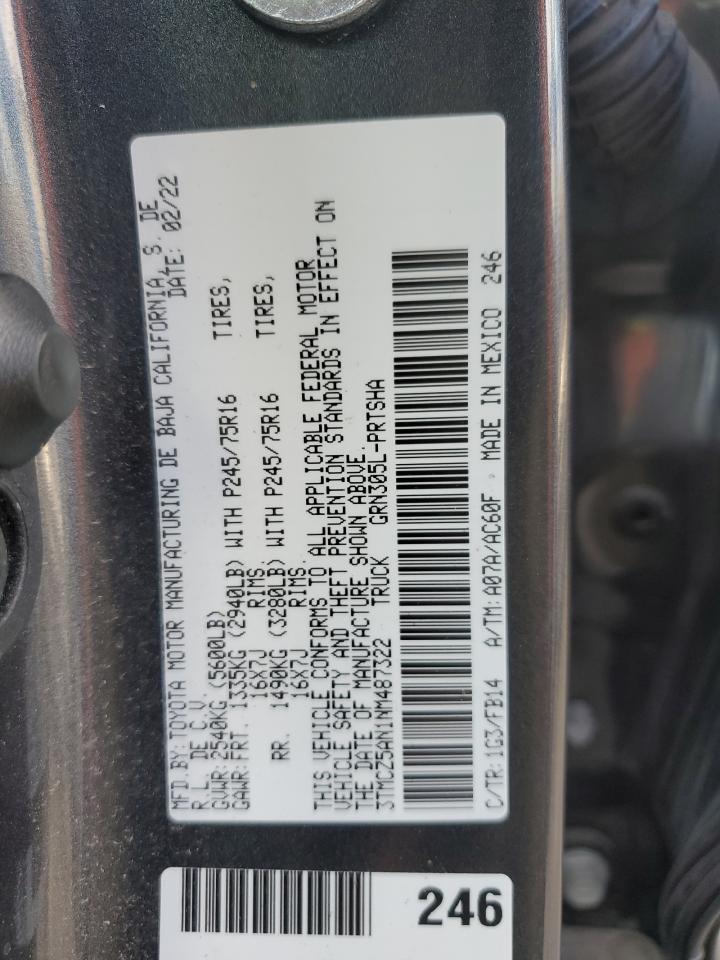 MFD.BY:TOYOTA MOTOR MANUFACTURING DE BAJA CALIFORNIA, S. DE
R.L. DE C.V. DATE: 02/22
GVWR:2540KG (5600LB)
GAWR:FRT. 1335KG (2940LB) WITH P245/75R16 TIRES,
16X7J RIMS,
RR. 1490KG (3280LB) WITH P245/75R16 TIRES,
16X7J RIMS.
THIS VEHICLE CONFORMS TO ALL APPLICABLE FEDERAL MOTOR
VEHICLE SAFETY AND THEFT PREVENTION STANDARDS IN EFFECT ON
THE DATE OF MANUFACTURE SHOWN ABOVE.
3TMCZ5AN1NM487322 TRUCK GRN305L-PRTSHA
C/TR:1G3/FB14 A/TM:A07A/AC60F MADE IN MEXICO 246
246